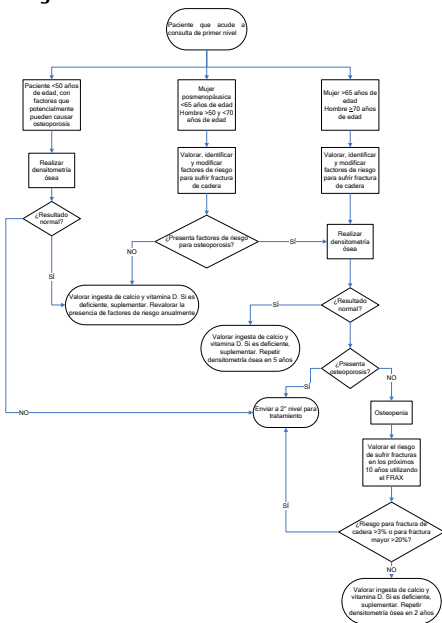 Paciente que acude a
consulta de primer nivel
Paciente <50 años
de edad, con
factores que
potencialmente
pueden causar
osteoporosis
Mujer
posmenopáusica
<65 años de edad
Hombre >50 y <70
años de edad
Mujer >65 años de
edad
Hombre ≥70 años
de edad
Realizar
densitometría
ósea
Valorar, identificar
y modificar
factores de riesgo
para sufrir fractura
de cadera
Valorar, identificar
y modificar
factores de riesgo
para sufrir fractura
de cadera
¿Resultado
normal?
¿Presenta factores de riesgo
para osteoporosis?
SÍ
Realizar
densitometría
ósea
NO
SÍ
Valorar ingesta de calcio y vitamina D. Si es
deficiente, suplementar. Revalorar la
presencia de factores de riesgo anualmente
SÍ
¿Resultado
normal?
Valorar ingesta de calcio y
vitamina D. Si es deficiente,
suplementar. Repetir
densitometría ósea en 5 años
¿Presenta
osteoporosis?
SÍ
NO
NO
Enviar a 2° nivel para
tratamiento
Osteopenia
Valorar el riesgo
de sufrir fracturas
en los próximos
10 años utilizando
el FRAX
SÍ
¿Riesgo para fractura de
cadera >3% o para fractura
mayor >20%?
NO
Valorar ingesta de calcio y
vitamina D. Si es deficiente,
suplementar. Repetir
densitometría ósea en 2 años